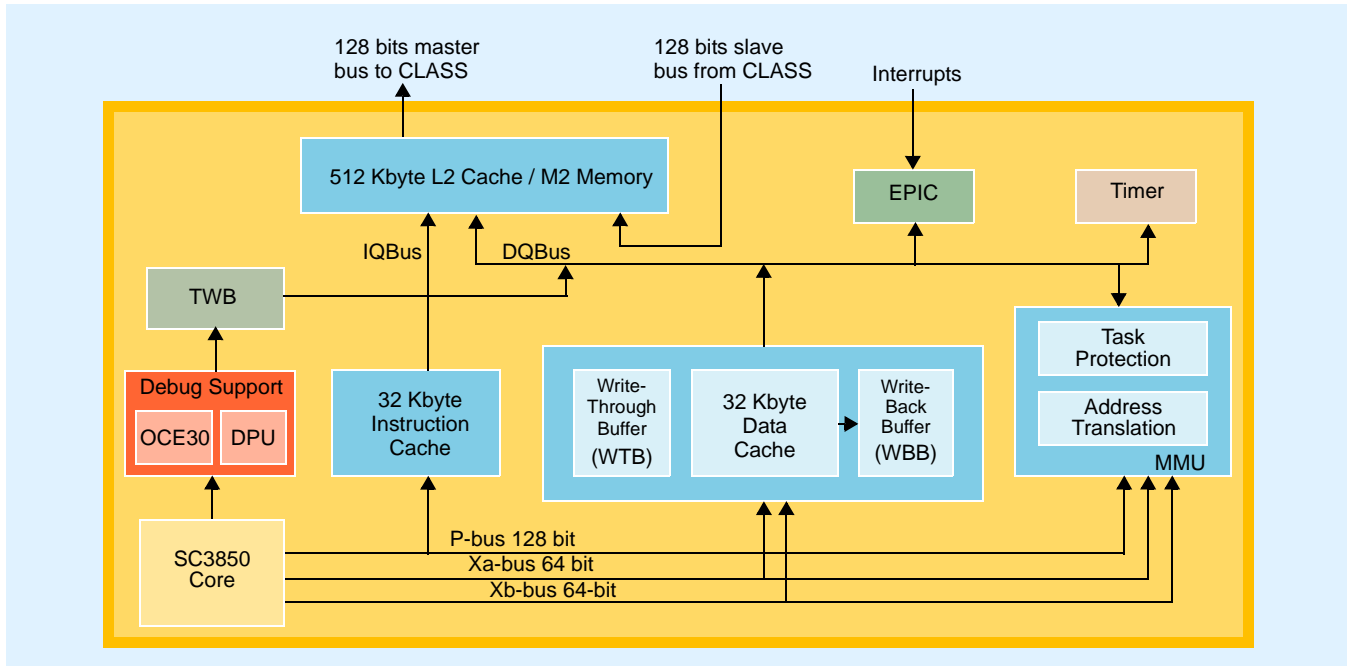 128 bits master
bus to CLASS
128 bits slave
bus from CLASS
Interrupts
512 Kbyte L2 Cache / M2 Memory
EPIC
Timer
IQBus
DQBus
TWB
Task
Protection
Address
Translation
MMU
Debug Support
OCE30
DPU
32 Kbyte
Instruction
Cache
Write-
Through
Buffer
(WTB)
32 Kbyte
Data
Cache
Write-
Back
Buffer
(WBB)
SC3850
Core
P-bus 128 bit
Xa-bus 64 bit
Xb-bus 64-bit